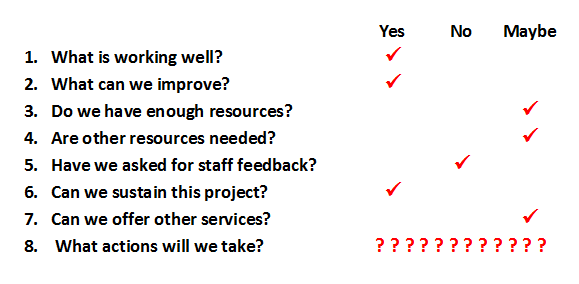 Yes No Maybe
1. What is working well? ✓
2. What can we improve? ✓
3. Do we have enough resources? ✓
4. Are other resources needed? ✓
5. Have we asked for staff feedback? ✓
6. Can we sustain this project? ✓
7. Can we offer other services? ✓
8. What actions will we take? ? ? ? ? ? ? ? ? ? ? ? ?